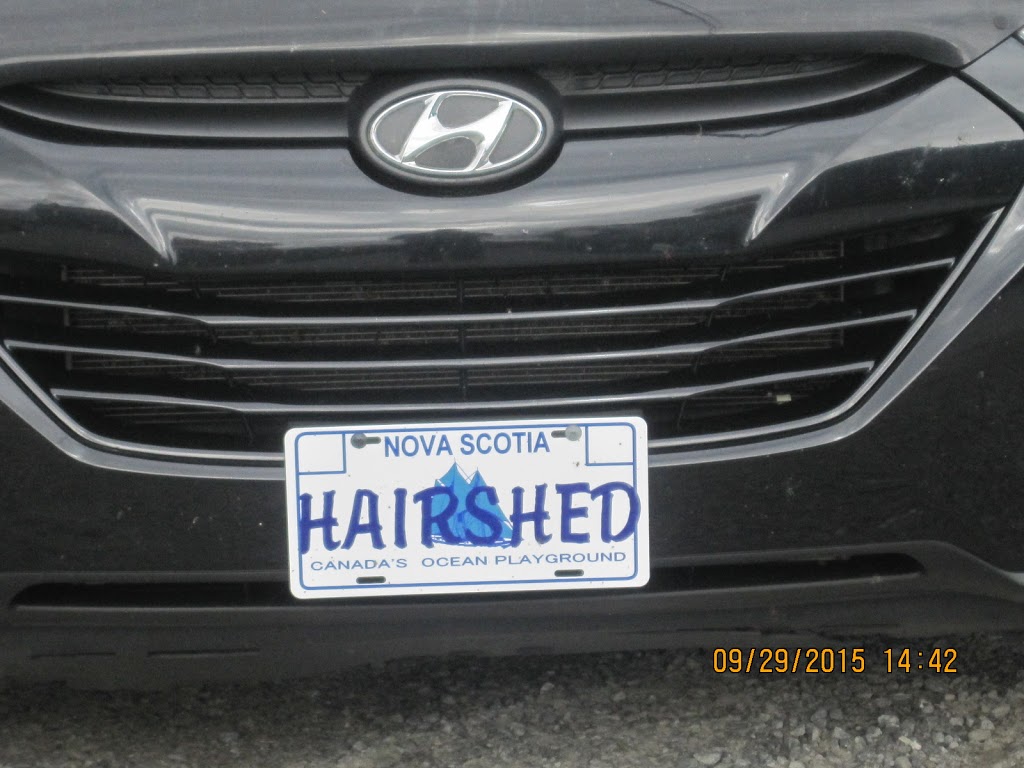 NOVA SCOTIA
HAIRSHED
CANADA'S OCEAN PLAYGROUND
09/29/2015 14:42